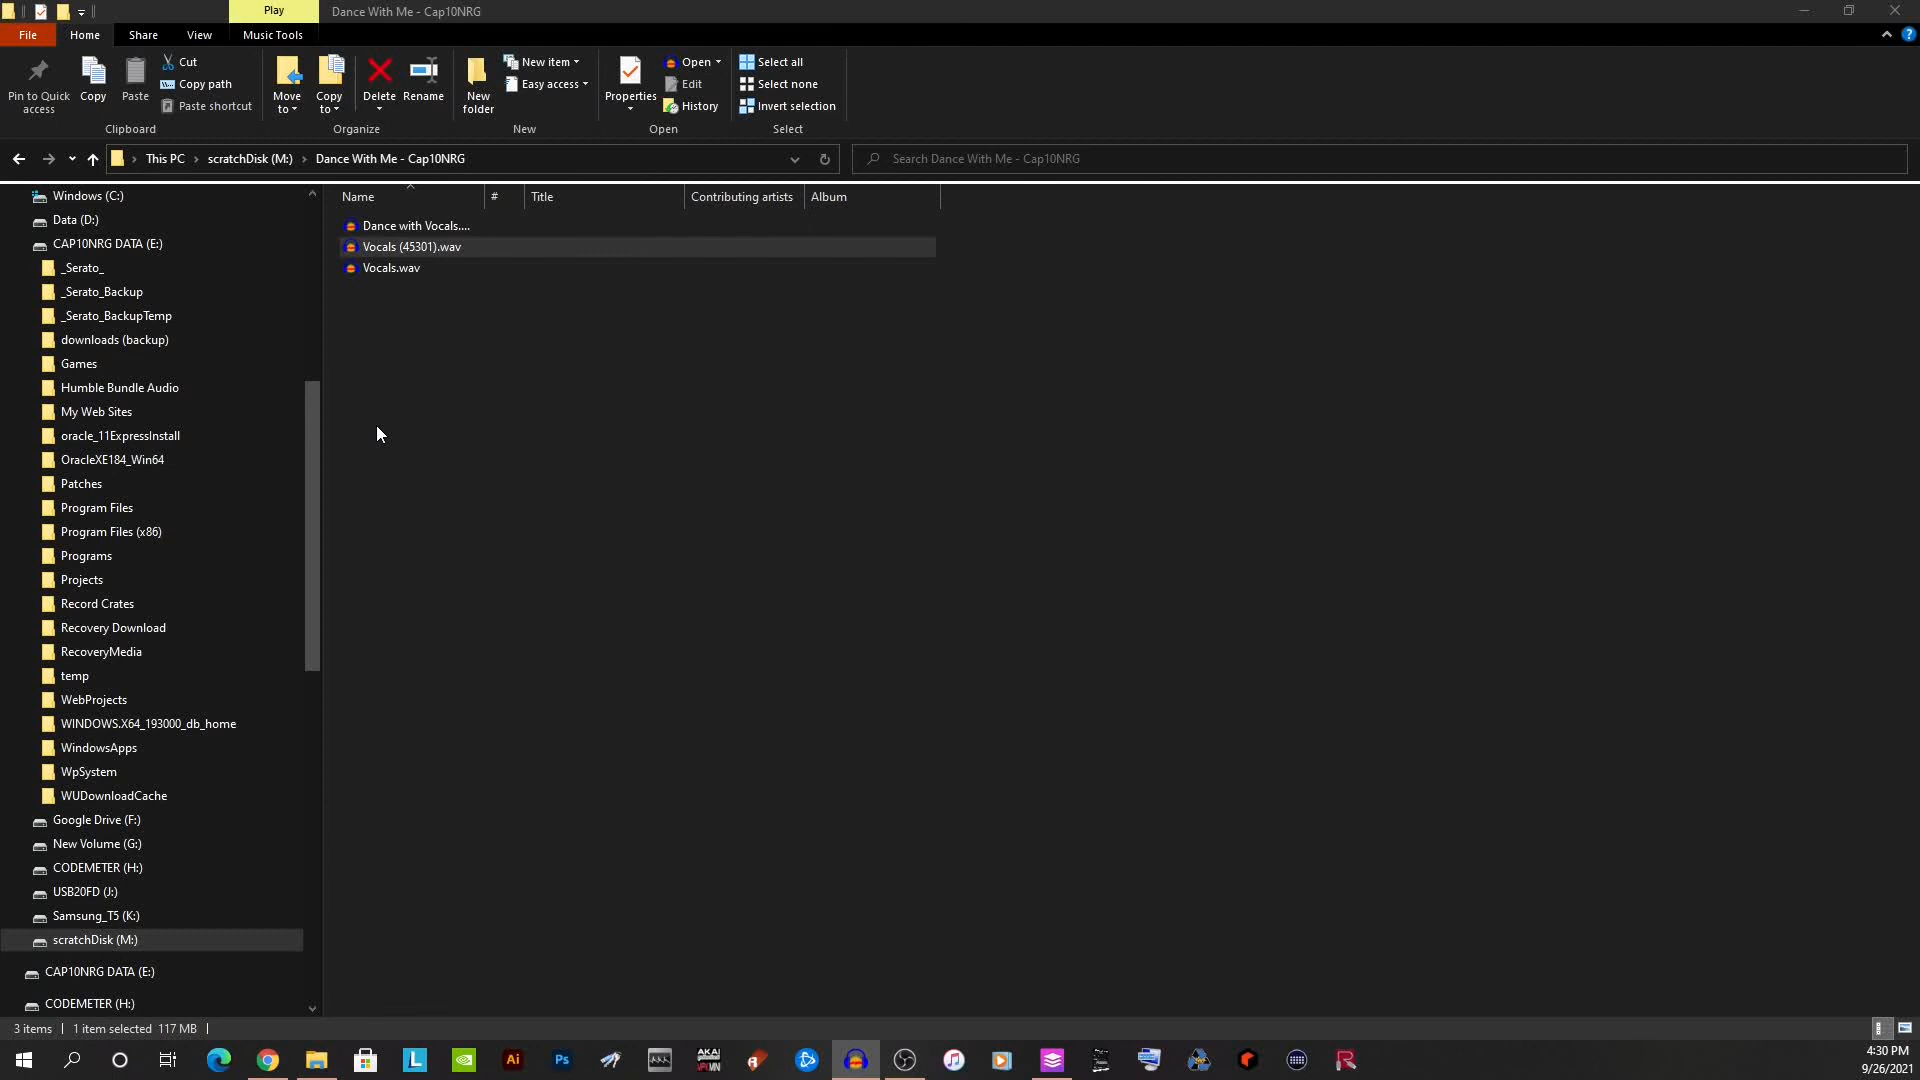 Play
Dance With Me - Cap10NRG
File
Home
Share
View
Music Tools
Pin to Quick access
Copy
Paste
Cut
Copy path
Paste shortcut
Clipboard
Move to
Copy to
Delete
Rename
Organize
New folder
New item
Easy access
New
Properties
Open
Edit
History
Open
Select all
Select none
Invert selection
Select
This PC
scratchDisk (M:)
Dance With Me - Cap10NRG
Search Dance With Me - Cap10NRG
Name
#
Title
Contributing artists
Album
Dance with Vocals....
Vocals (45301).wav
Vocals.wav
Windows (C:)
Data (D:)
CAP10NRG DATA (E:)
_Serato_
_Serato_Backup
_Serato_BackupTemp
downloads (backup)
Games
Humble Bundle Audio
My Web Sites
oracle_11ExpressInstall
OracleXE184_Win64
Patches
Program Files
Program Files (x86)
Programs
Projects
Record Crates
Recovery Download
RecoveryMedia
temp
WebProjects
WINDOWS.X64_193000_db_home
WindowsApps
WpSystem
WUDownloadCache
Google Drive (F:)
New Volume (G:)
CODEMETER (H:)
USB20FD (J:)
Samsung_T5 (K:)
scratchDisk (M:)
CAP10NRG DATA (E:)
CODEMETER (H:)
3 items
1 item selected 117 MB
L
Ai
Ps
AKAI
4:30 PM
9/26/2021